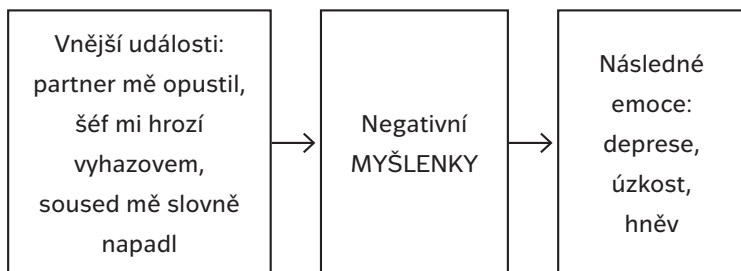 Vnější události:
partner mě opustil,
šéf mi hrozí
vyhazovem,
soused mě slovně
napadl
Negativní
MYŠLENKY
Následné
emoce:
deprese,
úzkost,
hněv